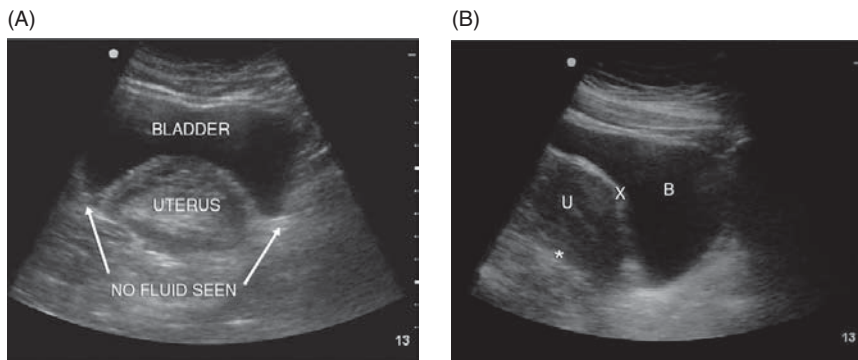 (A)
(B)
BLADDER
UTERUS
NO FLUID SEEN
13
U
X
B
*
13